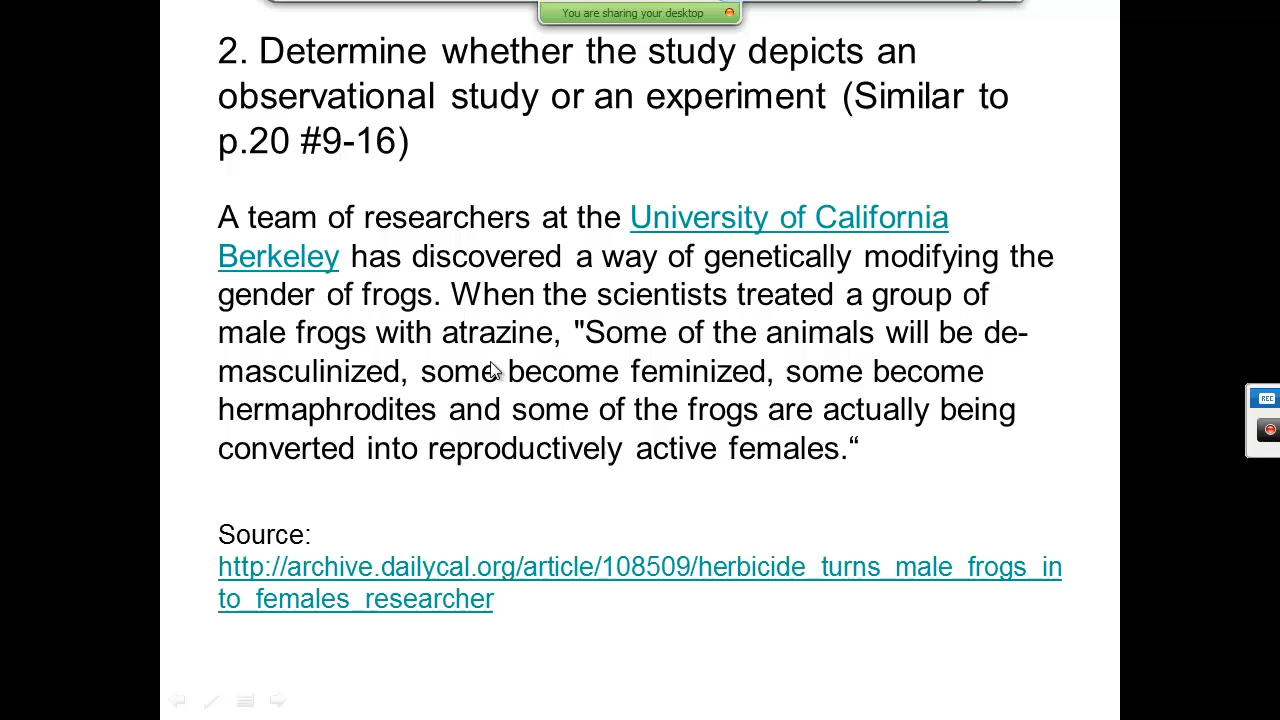 You are sharing your desktop
2. Determine whether the study depicts an
observational study or an experiment (Similar to
p.20 #9-16)
A team of researchers at the University of California
Berkeley has discovered a way of genetically modifying the
gender of frogs. When the scientists treated a group of
male frogs with atrazine, "Some of the animals will be de-
masculinized, some become feminized, some become
hermaphrodites and some of the frogs are actually being
converted into reproductively active females.“
Source:
http://archive.dailycal.org/article/108509/herbicide_turns_male_frogs_in
to_females_researcher
REC